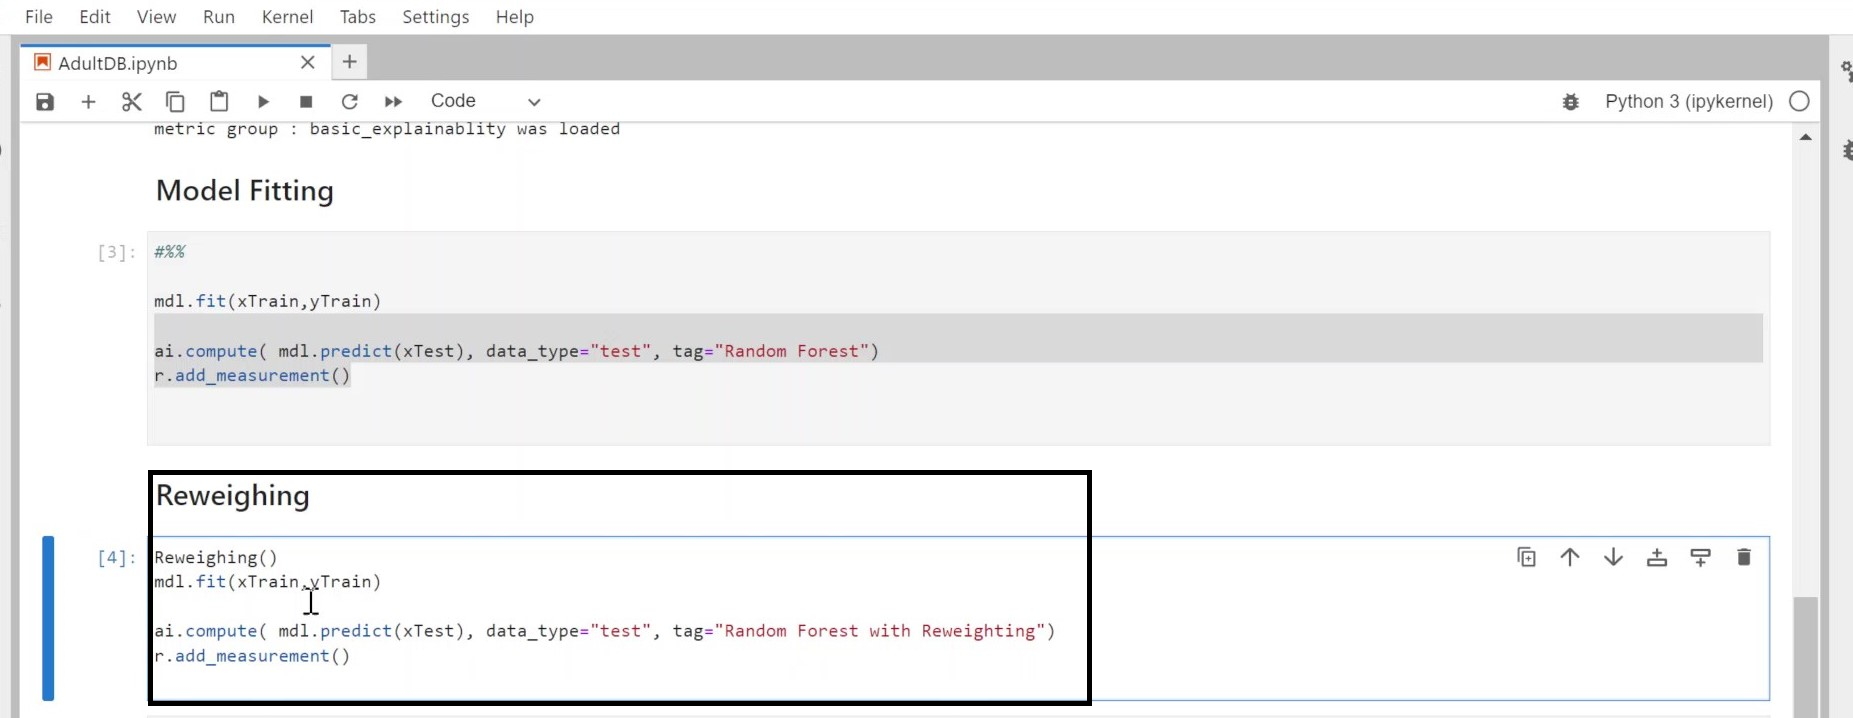 File Edit View Run Kernel Tabs Settings Help
AdultDB.ipynb
Code
Python 3 (ipykernel)
metric group : basic_explainablity was loaded
Model Fitting
[3]: #%%
mdl.fit(xTrain,yTrain)
ai.compute( mdl.predict(xTest), data_type="test", tag="Random Forest")
r.add_measurement()
Reweighing
[4]: Reweighing()
mdl.fit(xTrain,yTrain)
ai.compute( mdl.predict(xTest), data_type="test", tag="Random Forest with Reweighting")
r.add_measurement()